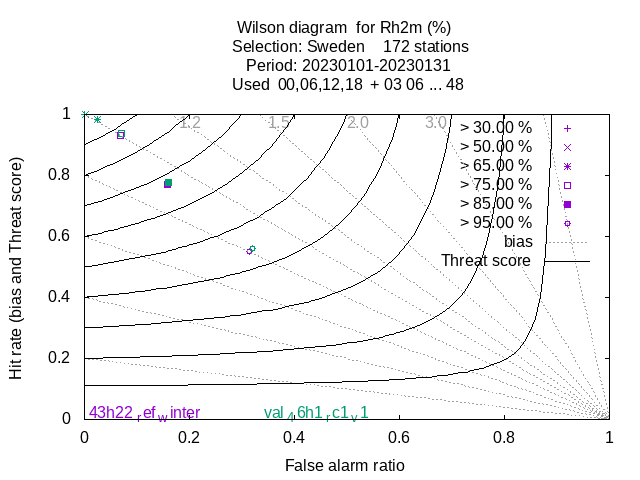 Wilson diagram  for Rh2m (%)
Selection: Sweden    172 stations
Period: 20230101-20230131
Used  00,06,12,18  + 03 06 ... 48
1.2 1.5 2.0 3.0
> 30.00 %
> 50.00 %
> 65.00 %
> 75.00 %
> 85.00 %
> 95.00 %
bias
Threat score
Hit rate (bias and Threat score)
1
0.8
0.6
0.4
0.2
0
43h22_ref_winter val_46h1_rc1_v1
0 0.2 0.4 0.6 0.8 1
False alarm ratio